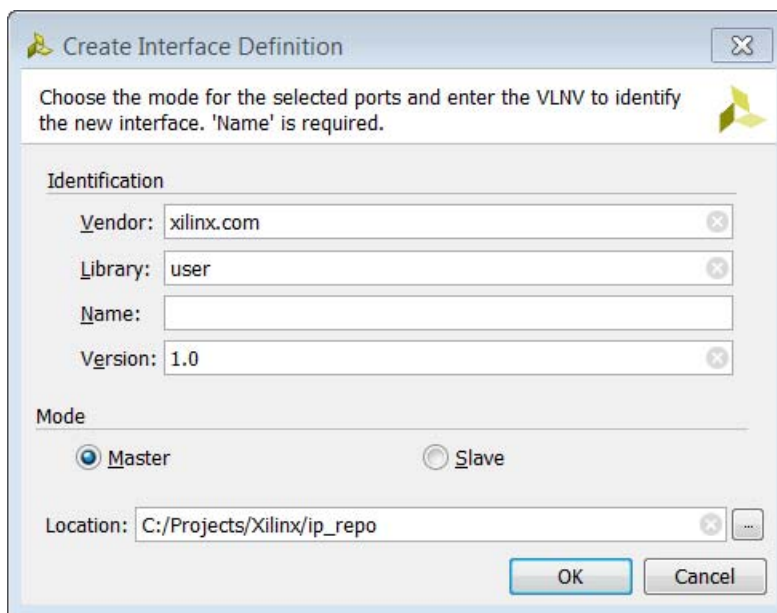 Create Interface Definition
Choose the mode for the selected ports and enter the VLNV to identify
the new interface. 'Name' is required.
Identification
Vendor: xilinx.com
Library: user
Name:
Version: 1.0
Mode
Master Slave
Location: C:/Projects/Xilinx/ip_repo ...
OK Cancel